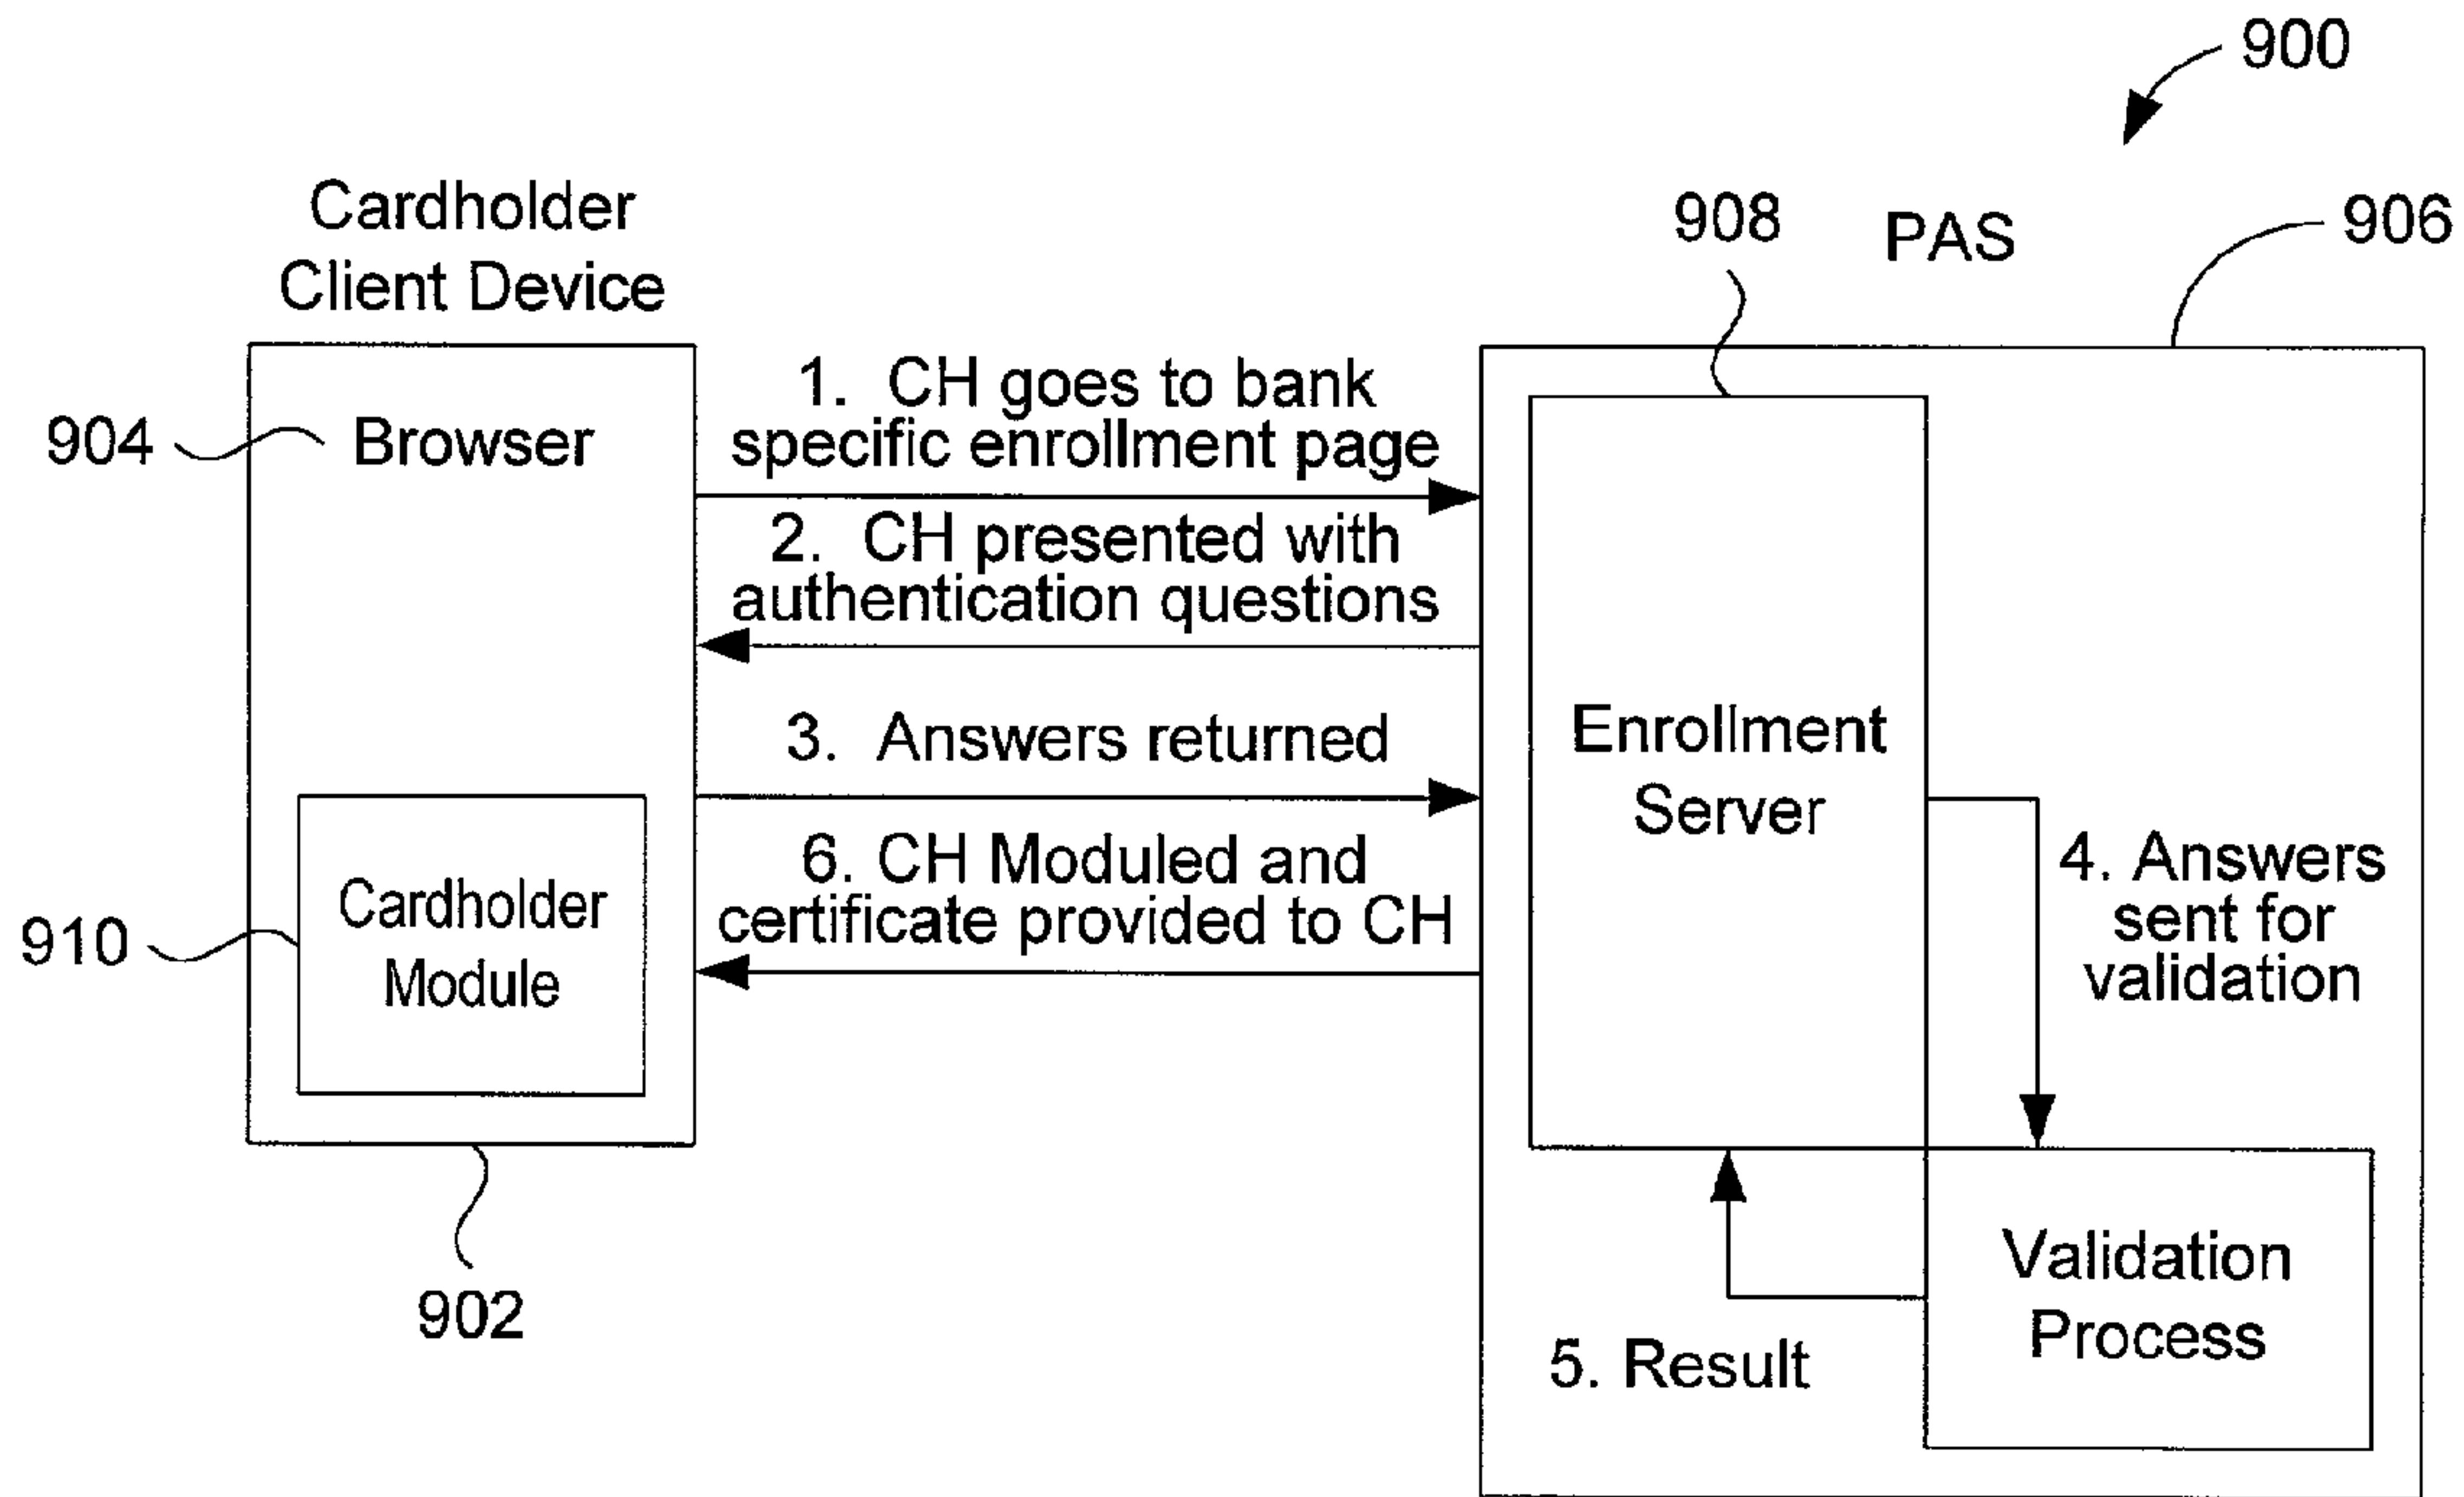 900
Cardholder
Client Device
908
PAS
906
904
Browser
1. CH goes to bank
specific enrollment page
2. CH presented with
authentication questions
3. Answers returned
6. CH Moduled and
certificate provided to CH
Cardholder
Module
910
902
Enrollment
Server
4. Answers
sent for
validation
5. Result
Validation
Process